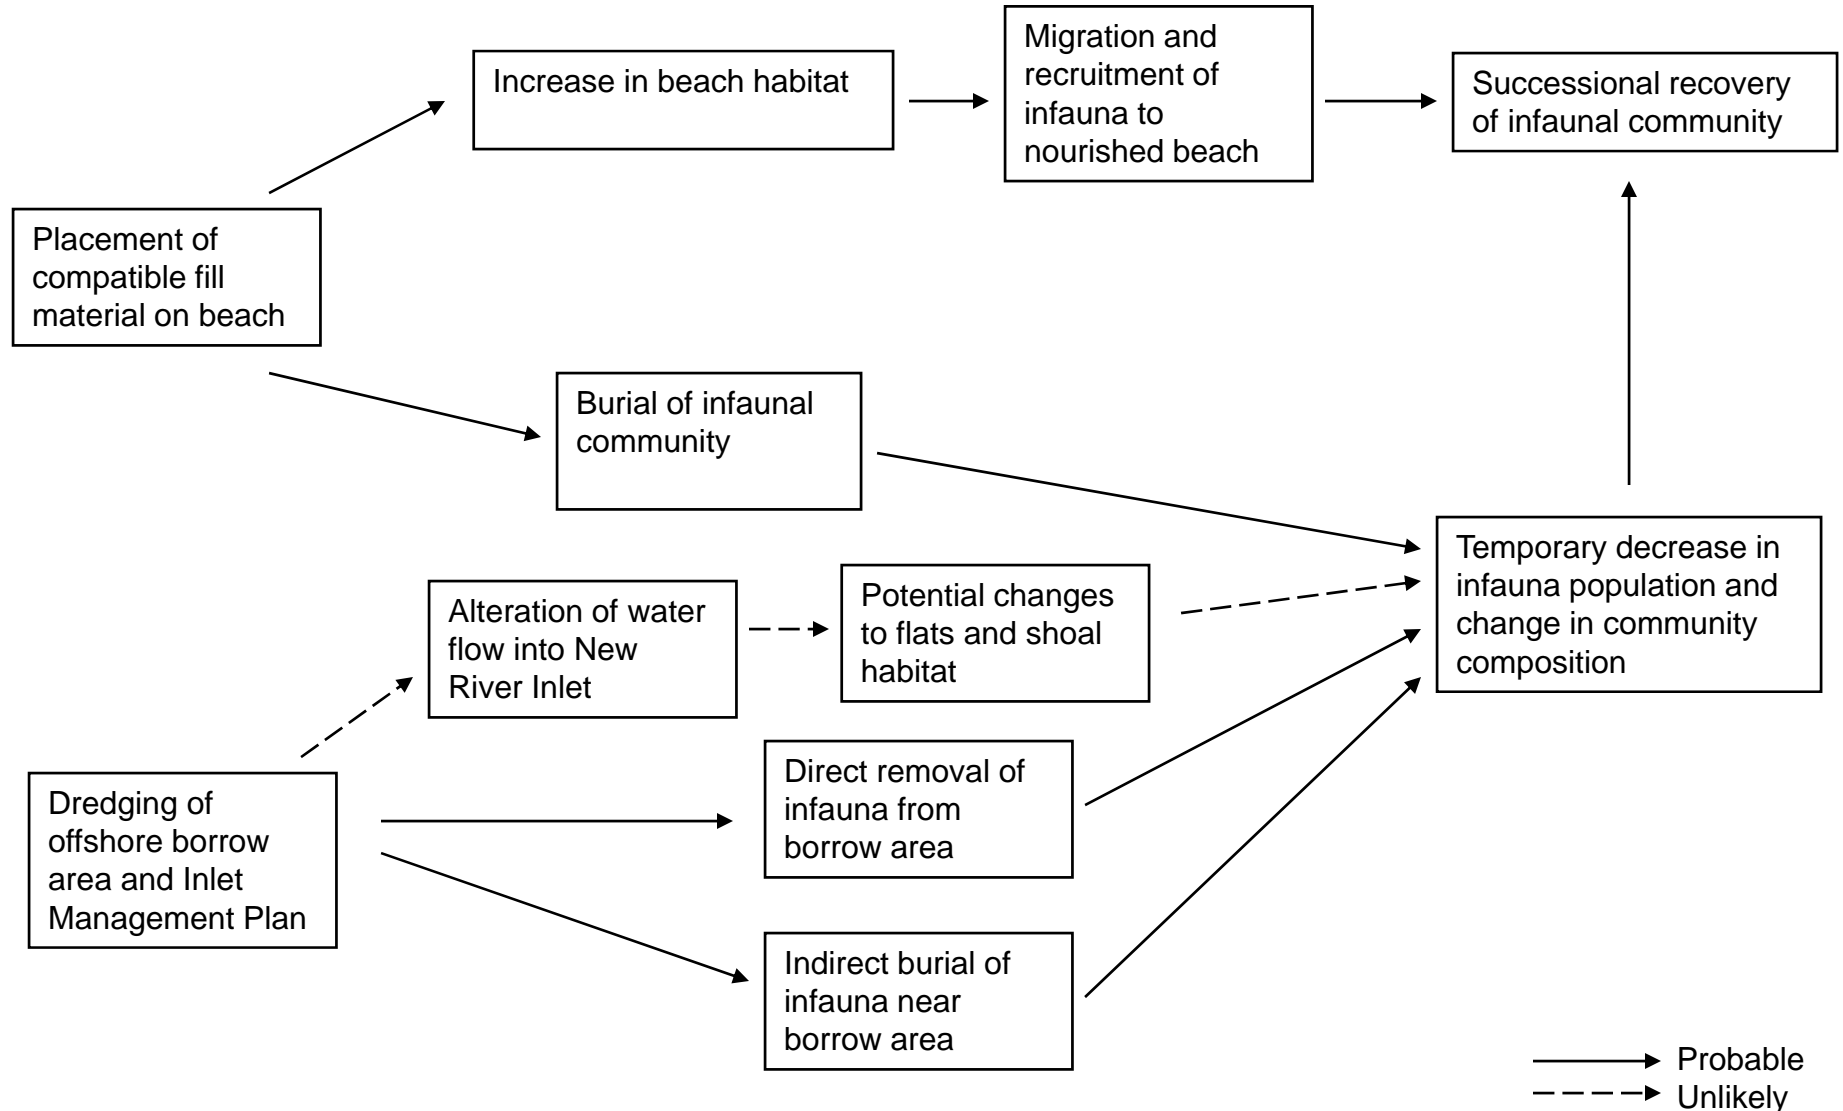 Increase in beach habitat
Migration and
recruitment of
infauna to
nourished beach
Successional recovery
of infaunal community
Placement of
compatible fill
material on beach
Burial of infaunal
community
Temporary decrease in
infauna population and
change in community
composition
Alteration of water
flow into New
River Inlet
Potential changes
to flats and shoal
habitat
Dredging of
offshore borrow
area and Inlet
Management Plan
Direct removal of
infauna from
borrow area
Indirect burial of
infauna near
borrow area
Probable
Unlikely